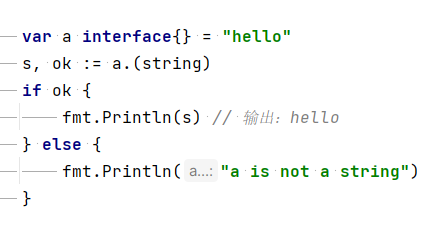 var a interface{} = "hello"
s, ok := a.(string)
if ok {
fmt.Println(s) // 输出：hello
} else {
fmt.Println( a...: "a is not a string")
}